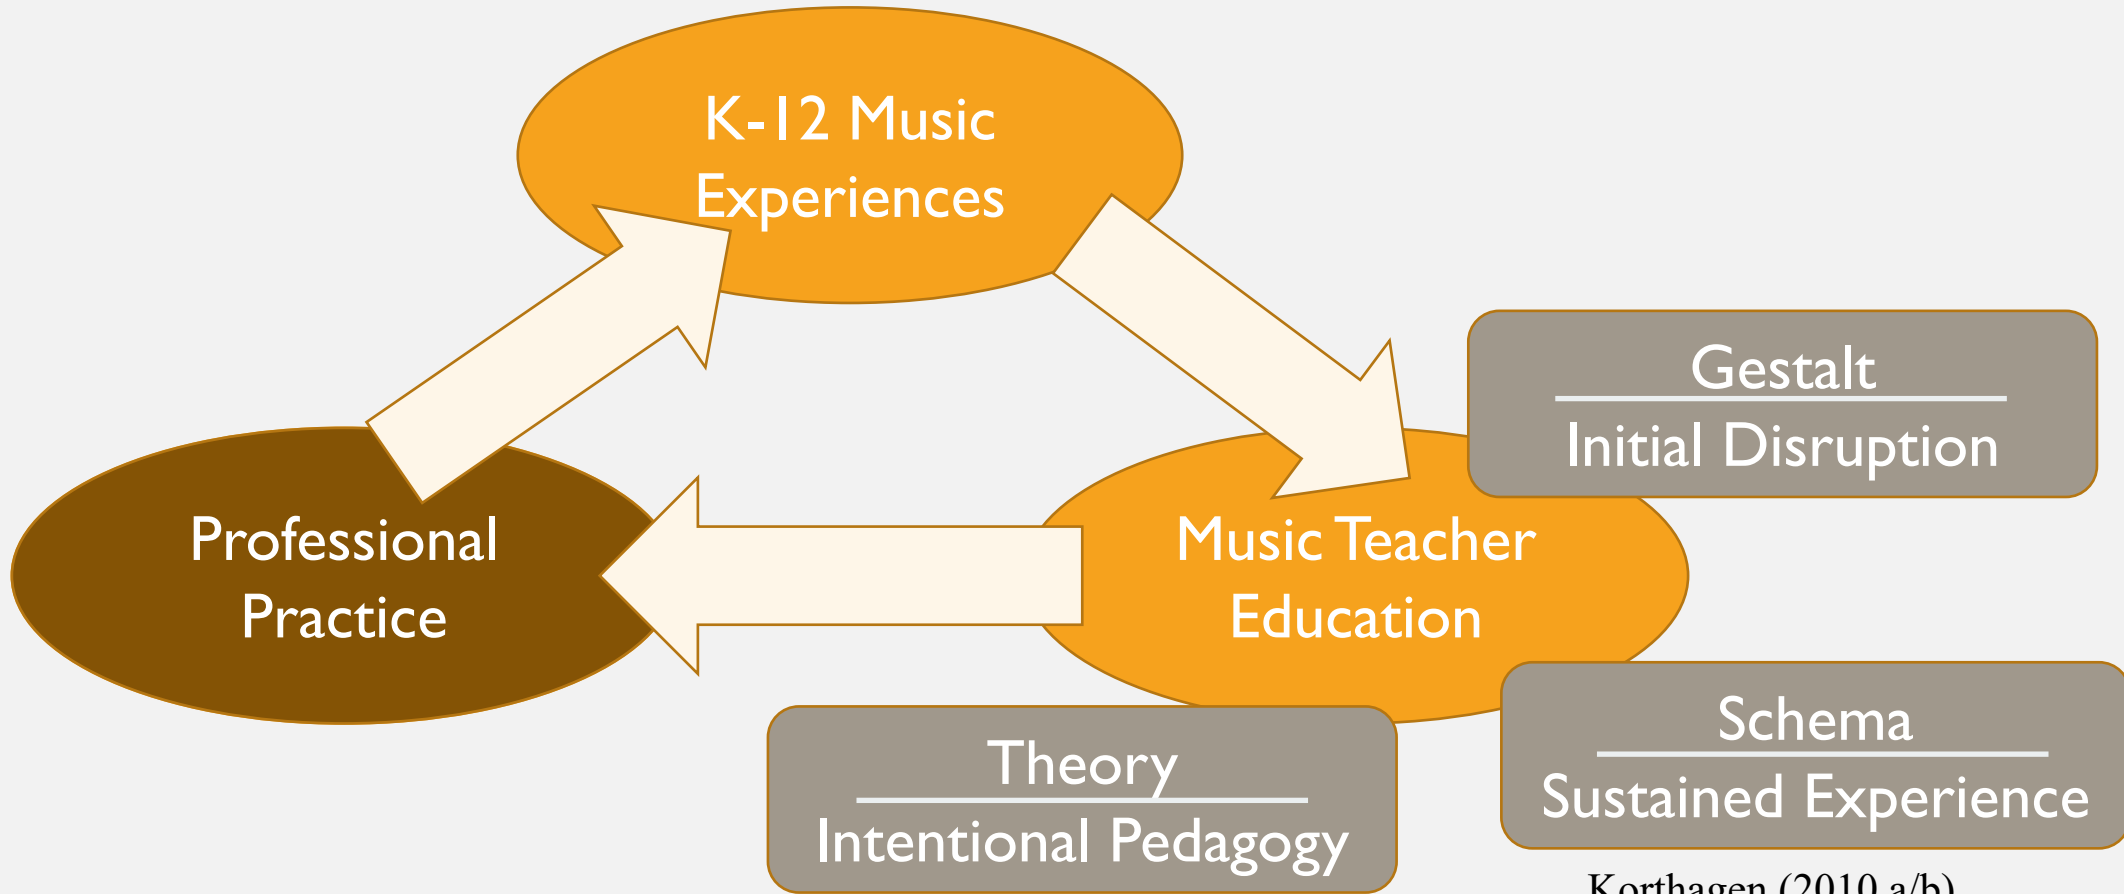 K-12 Music
Experiences
Gestalt
Initial Disruption
Professional
Practice
Music Teacher
Education
Schema
Sustained Experience
Theory
Intentional Pedagogy
Korthagen (2010 a/b)